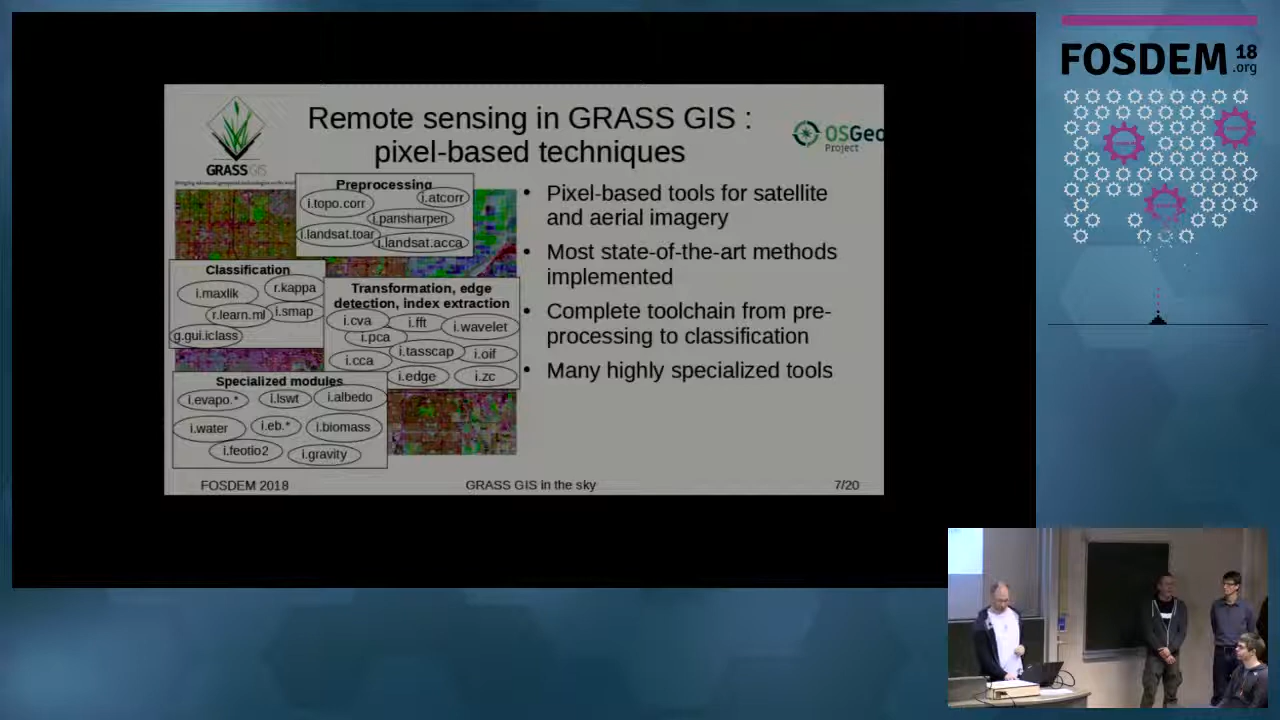 FOSDEM 18
.org
Remote sensing in GRASS GIS :
pixel-based techniques
GRASS GIS
OSGeo
Project
Preprocessing
i.topo.corr
i.atcorr
i.pansharpen
i.landsat.toar
i.landsat.acca
Classification
i.maxlik
r.kappa
r.learn.ml
i.smap
g.gui.iclass
Transformation, edge
detection, index extraction
i.cva
i.fft
i.wavelet
i.pca
i.cca
i.tasscap
i.oif
i.edge
i.zc
Specialized modules
i.evapo.*
i.lswt
i.albedo
i.water
i.eb.*
i.biomass
i.feotio2
i.gravity
• Pixel-based tools for satellite
and aerial imagery
• Most state-of-the-art methods
implemented
• Complete toolchain from pre-
processing to classification
• Many highly specialized tools
FOSDEM 2018
GRASS GIS in the sky
7/20